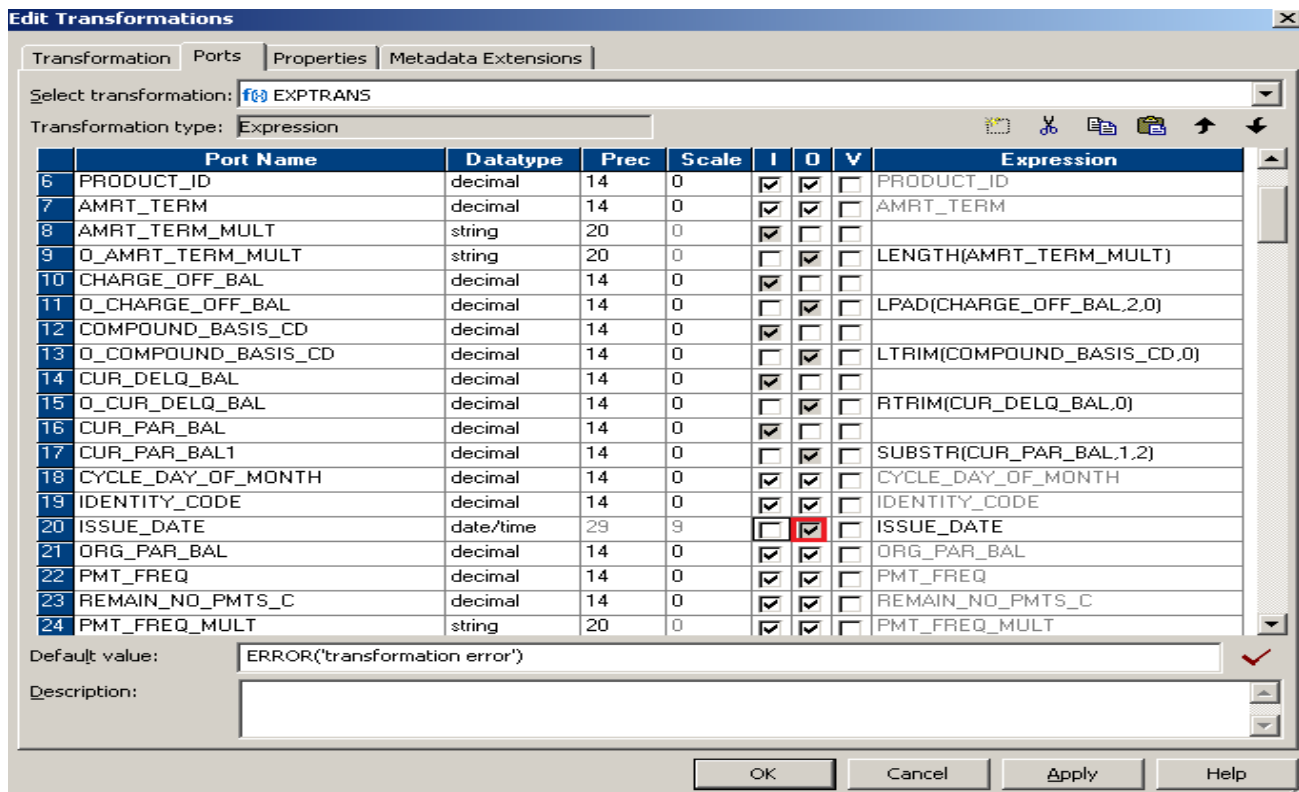 Edit Transformations
Transformation Ports Properties Metadata Extensions
Select transformation: f(x) EXPTRANS
Transformation type: Expression
Port Name Datatype Prec Scale I O V Expression
6 PRODUCT_ID decimal 14 0 PRODUCT_ID
7 AMRT_TERM decimal 14 0 AMRT_TERM
8 AMRT_TERM_MULT string 20 0
9 O_AMRT_TERM_MULT string 20 0 LENGTH(AMRT_TERM_MULT)
10 CHARGE_OFF_BAL decimal 14 0
11 O_CHARGE_OFF_BAL decimal 14 0 LPAD(CHARGE_OFF_BAL,2,0)
12 COMPOUND_BASIS_CD decimal 14 0
13 O_COMPOUND_BASIS_CD decimal 14 0 LTRIM(COMPOUND_BASIS_CD,0)
14 CUR_DELQ_BAL decimal 14 0
15 O_CUR_DELQ_BAL decimal 14 0 RTRIM(CUR_DELQ_BAL,0)
16 CUR_PAR_BAL decimal 14 0
17 CUR_PAR_BAL1 decimal 14 0 SUBSTR(CUR_PAR_BAL,1,2)
18 CYCLE_DAY_OF_MONTH decimal 14 0 CYCLE_DAY_OF_MONTH
19 IDENTITY_CODE decimal 14 0 IDENTITY_CODE
20 ISSUE_DATE date/time 29 9 ISSUE_DATE
21 ORG_PAR_BAL decimal 14 0 ORG_PAR_BAL
22 PMT_FREQ decimal 14 0 PMT_FREQ
23 REMAIN_NO_PMTS_C decimal 14 0 REMAIN_NO_PMTS_C
24 PMT_FREQ_MULT string 20 0 PMT_FREQ_MULT
Default value: ERROR('transformation error')
Description:
OK Cancel Apply Help